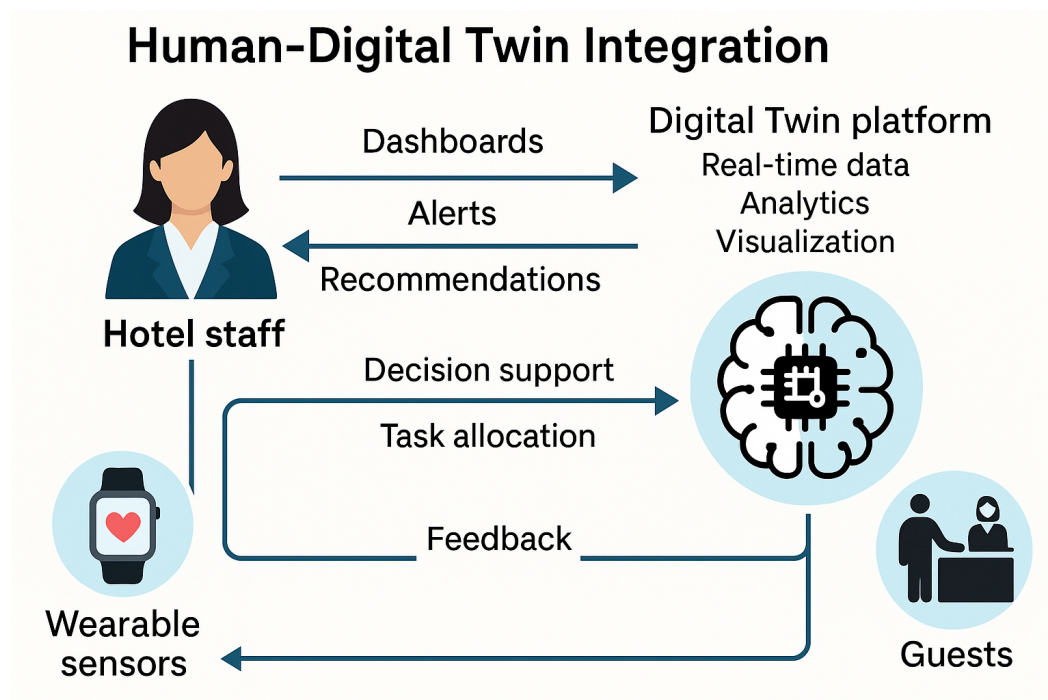 Human-Digital Twin Integration
Dashboards
Alerts
Recommendations
Digital Twin platform
Real-time data
Analytics
Visualization
Hotel staff
Decision support
Task allocation
Feedback
Wearable
sensors
Guests